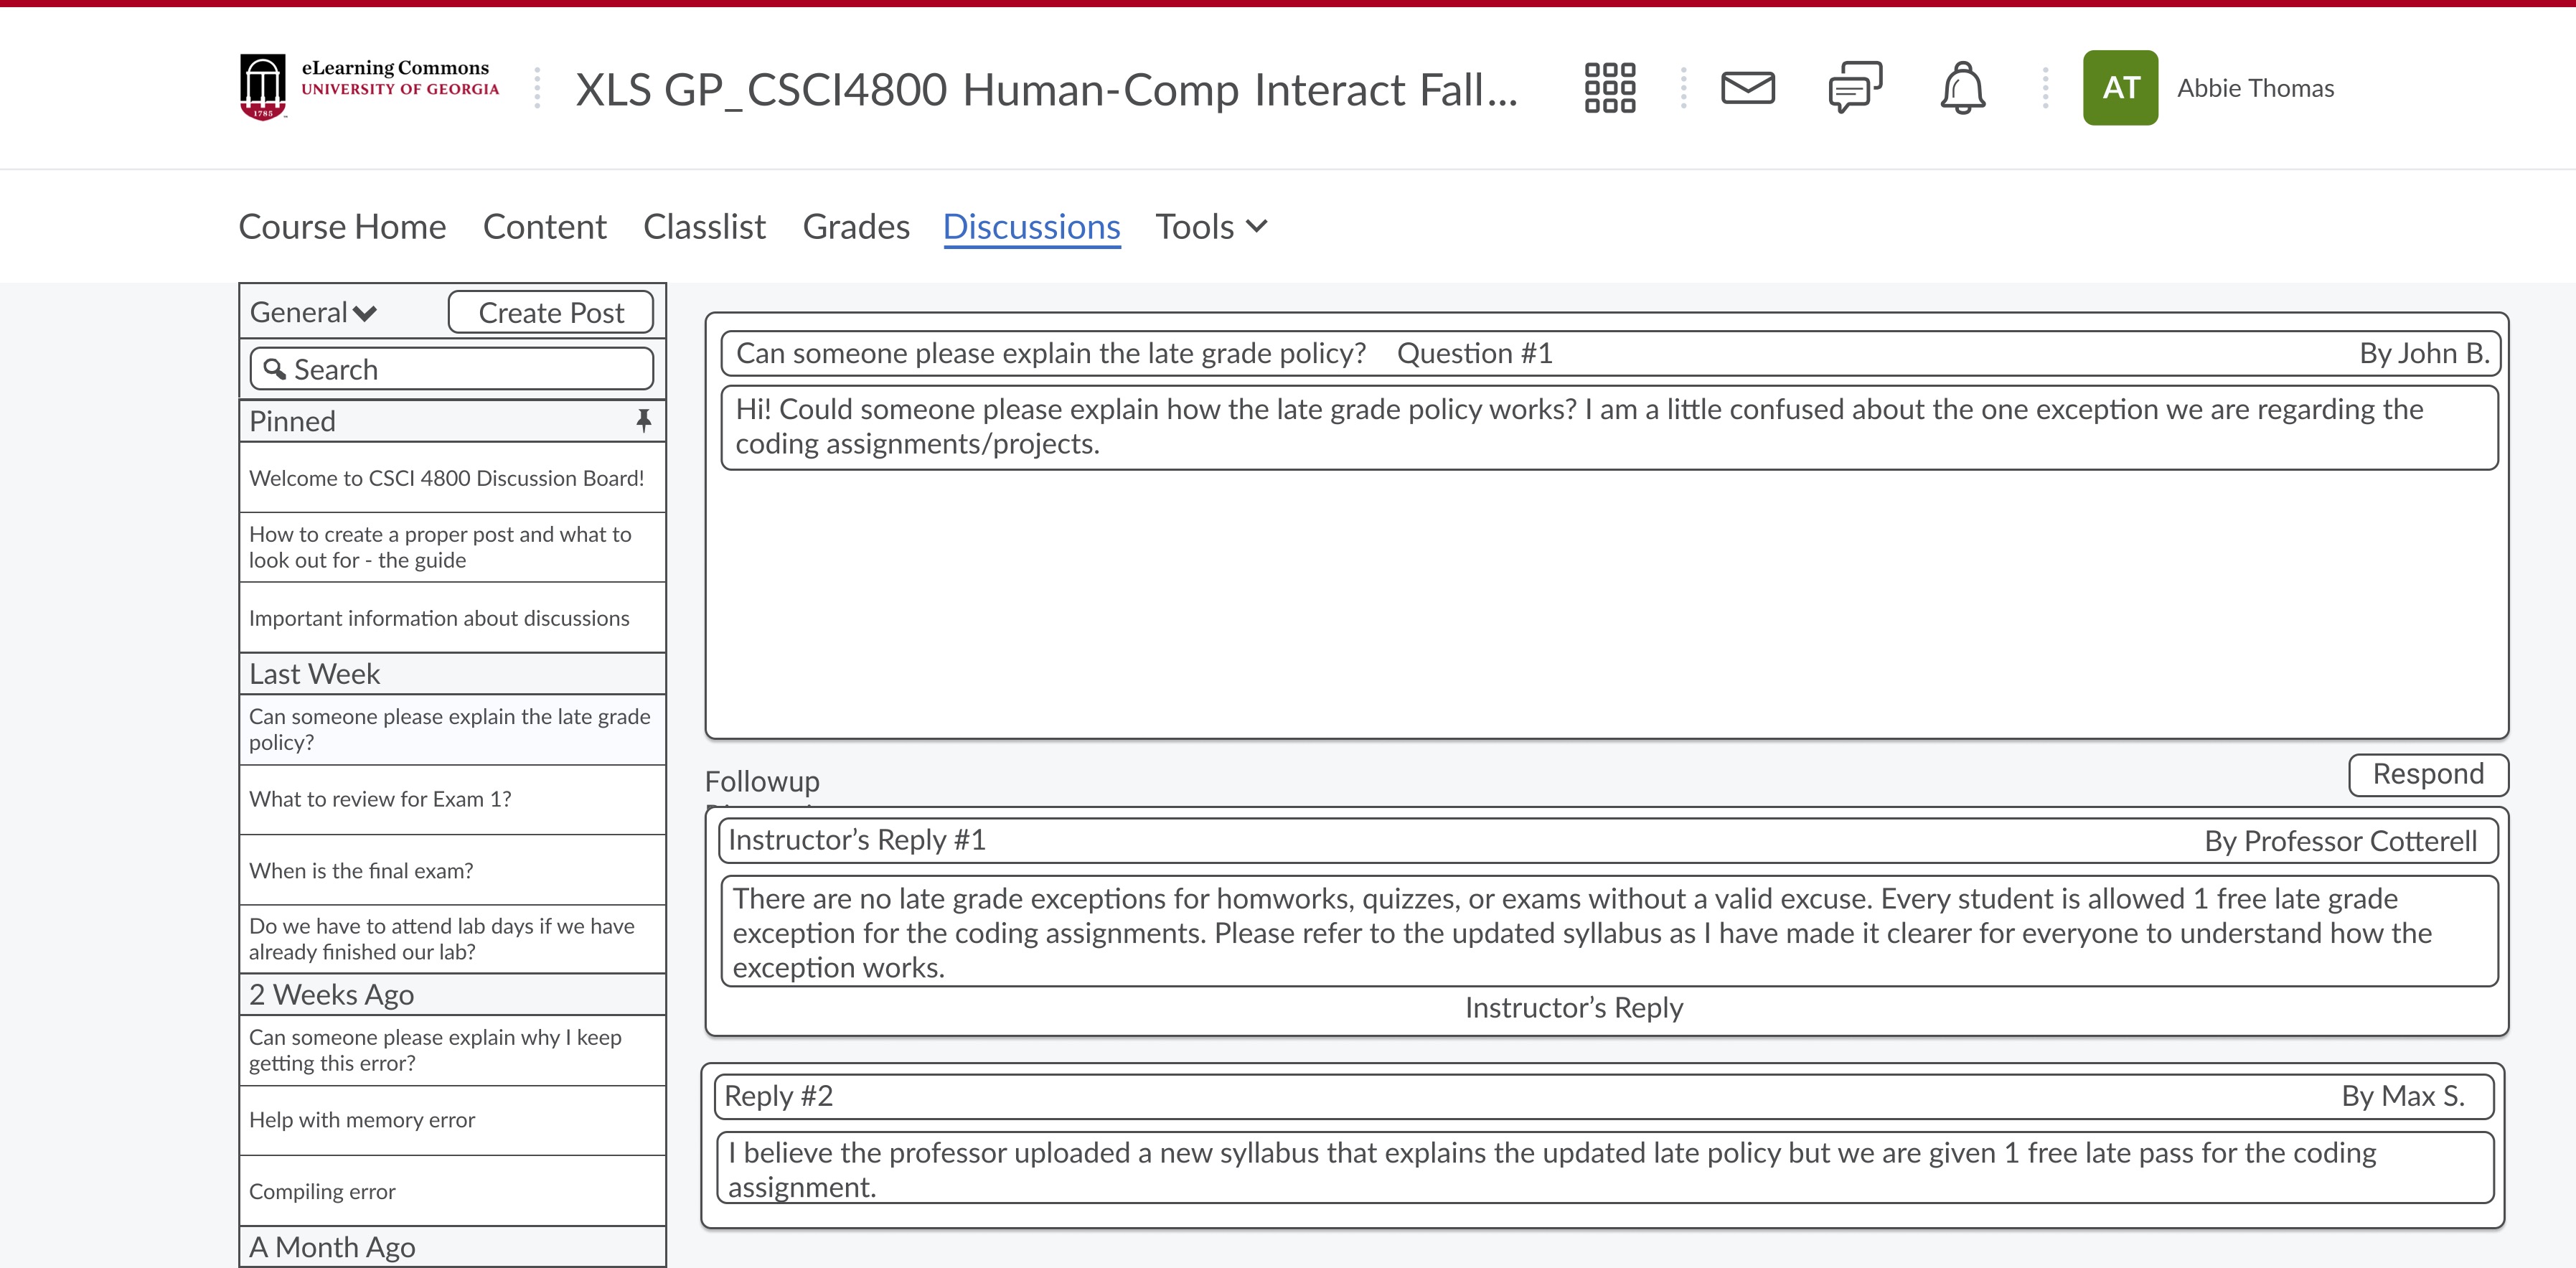 eLearning Commons
UNIVERSITY OF GEORGIA
1785
XLS GP_CSCI4800 Human-Comp Interact Fall...
AT
Abbie Thomas
Course Home
Content
Classlist
Grades
Discussions
Tools
General
Create Post
Search
Pinned
Welcome to CSCI 4800 Discussion Board!
How to create a proper post and what to
look out for - the guide
Important information about discussions
Last Week
Can someone please explain the late grade
policy?
What to review for Exam 1?
When is the final exam?
Do we have to attend lab days if we have
already finished our lab?
2 Weeks Ago
Can someone please explain why I keep
getting this error?
Help with memory error
Compiling error
A Month Ago
Can someone please explain the late grade policy? Question #1
By John B.
Hi! Could someone please explain how the late grade policy works? I am a little confused about the one exception we are regarding the
coding assignments/projects.
Followup
Respond
Instructor’s Reply #1
By Professor Cotterell
There are no late grade exceptions for homworks, quizzes, or exams without a valid excuse. Every student is allowed 1 free late grade
exception for the coding assignments. Please refer to the updated syllabus as I have made it clearer for everyone to understand how the
exception works.
Instructor’s Reply
Reply #2
By Max S.
I believe the professor uploaded a new syllabus that explains the updated late policy but we are given 1 free late pass for the coding
assignment.